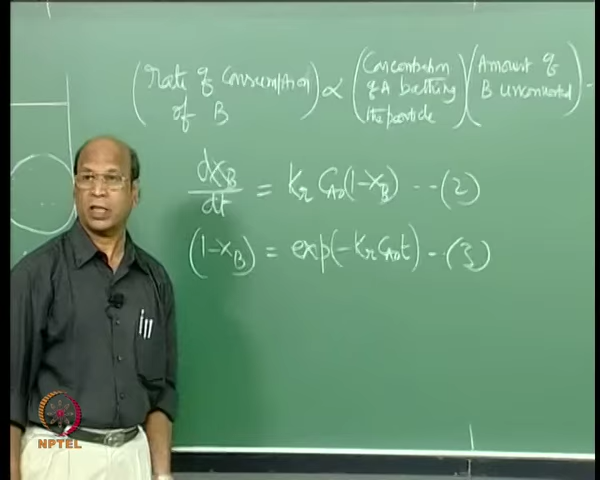 (Rate of Consumption of B) ∝ (Concentration of A bathing the particle) (Amount of B unconverted) -
dX_B/dt = k_r C_A0 (1-X_B) --(2)
(1-X_B) = exp(-k_r C_A0 t) --(3)
NPTEL